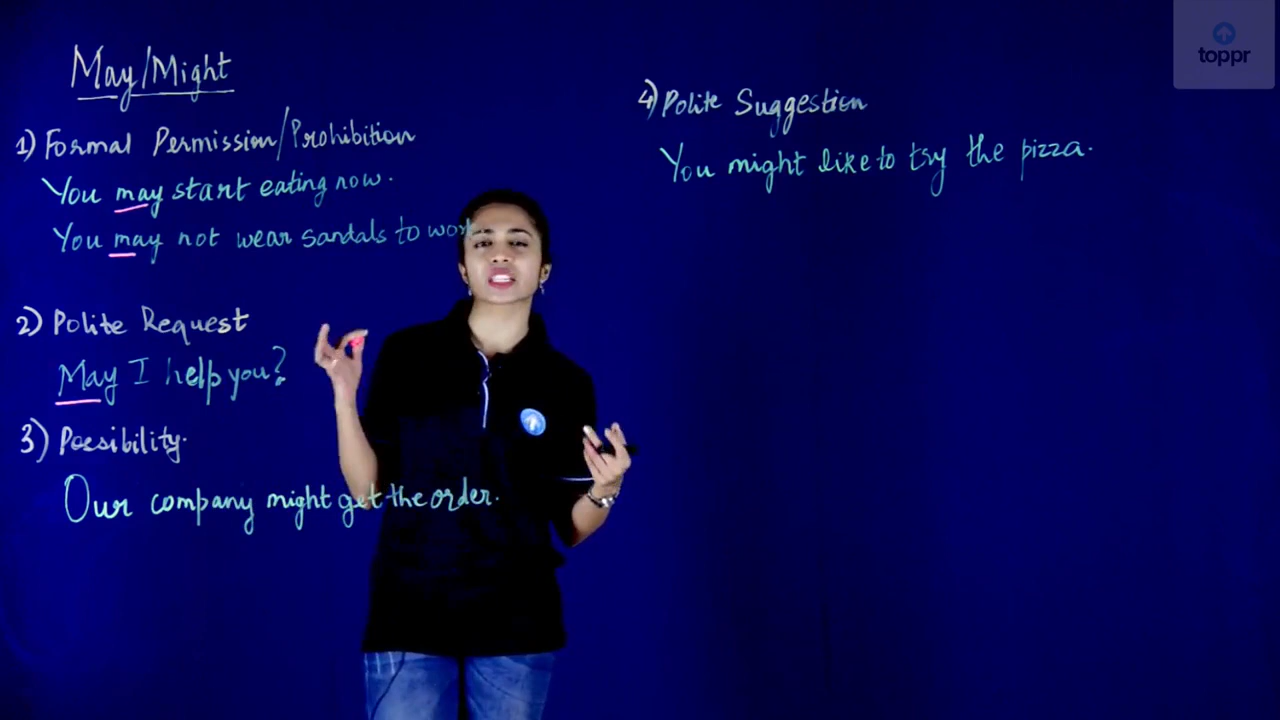 May/Might
1) Formal Permission/Prohibition
You may start eating now.
You may not wear sandals to work
2) Polite Request
May I help you?
3) Possibility.
Our company might get the order.
4) Polite Suggestion
You might like to try the pizza.
toppr